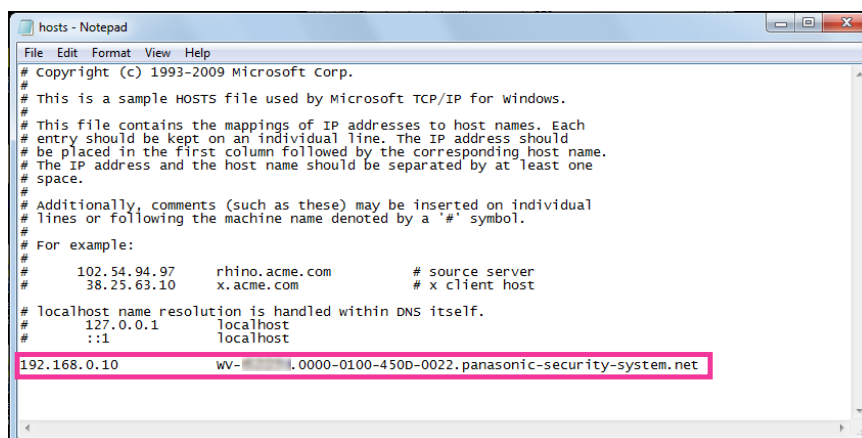 hosts - Notepad
File Edit Format View Help
# Copyright (c) 1993-2009 Microsoft Corp.
#
# This is a sample HOSTS file used by Microsoft TCP/IP for Windows.
#
# This file contains the mappings of IP addresses to host names. Each
# entry should be kept on an individual line. The IP address should
# be placed in the first column followed by the corresponding host name.
# The IP address and the host name should be separated by at least one
# space.
#
# Additionally, comments (such as these) may be inserted on individual
# lines or following the machine name denoted by a '#' symbol.
#
# For example:
#
# 102.54.94.97 rhino.acme.com # source server
# 38.25.63.10 x.acme.com # x client host
# localhost name resolution is handled within DNS itself.
# 127.0.0.1 localhost
# ::1 localhost
192.168.0.10 WV- .0000-0100-450D-0022.panasonic-security-system.net